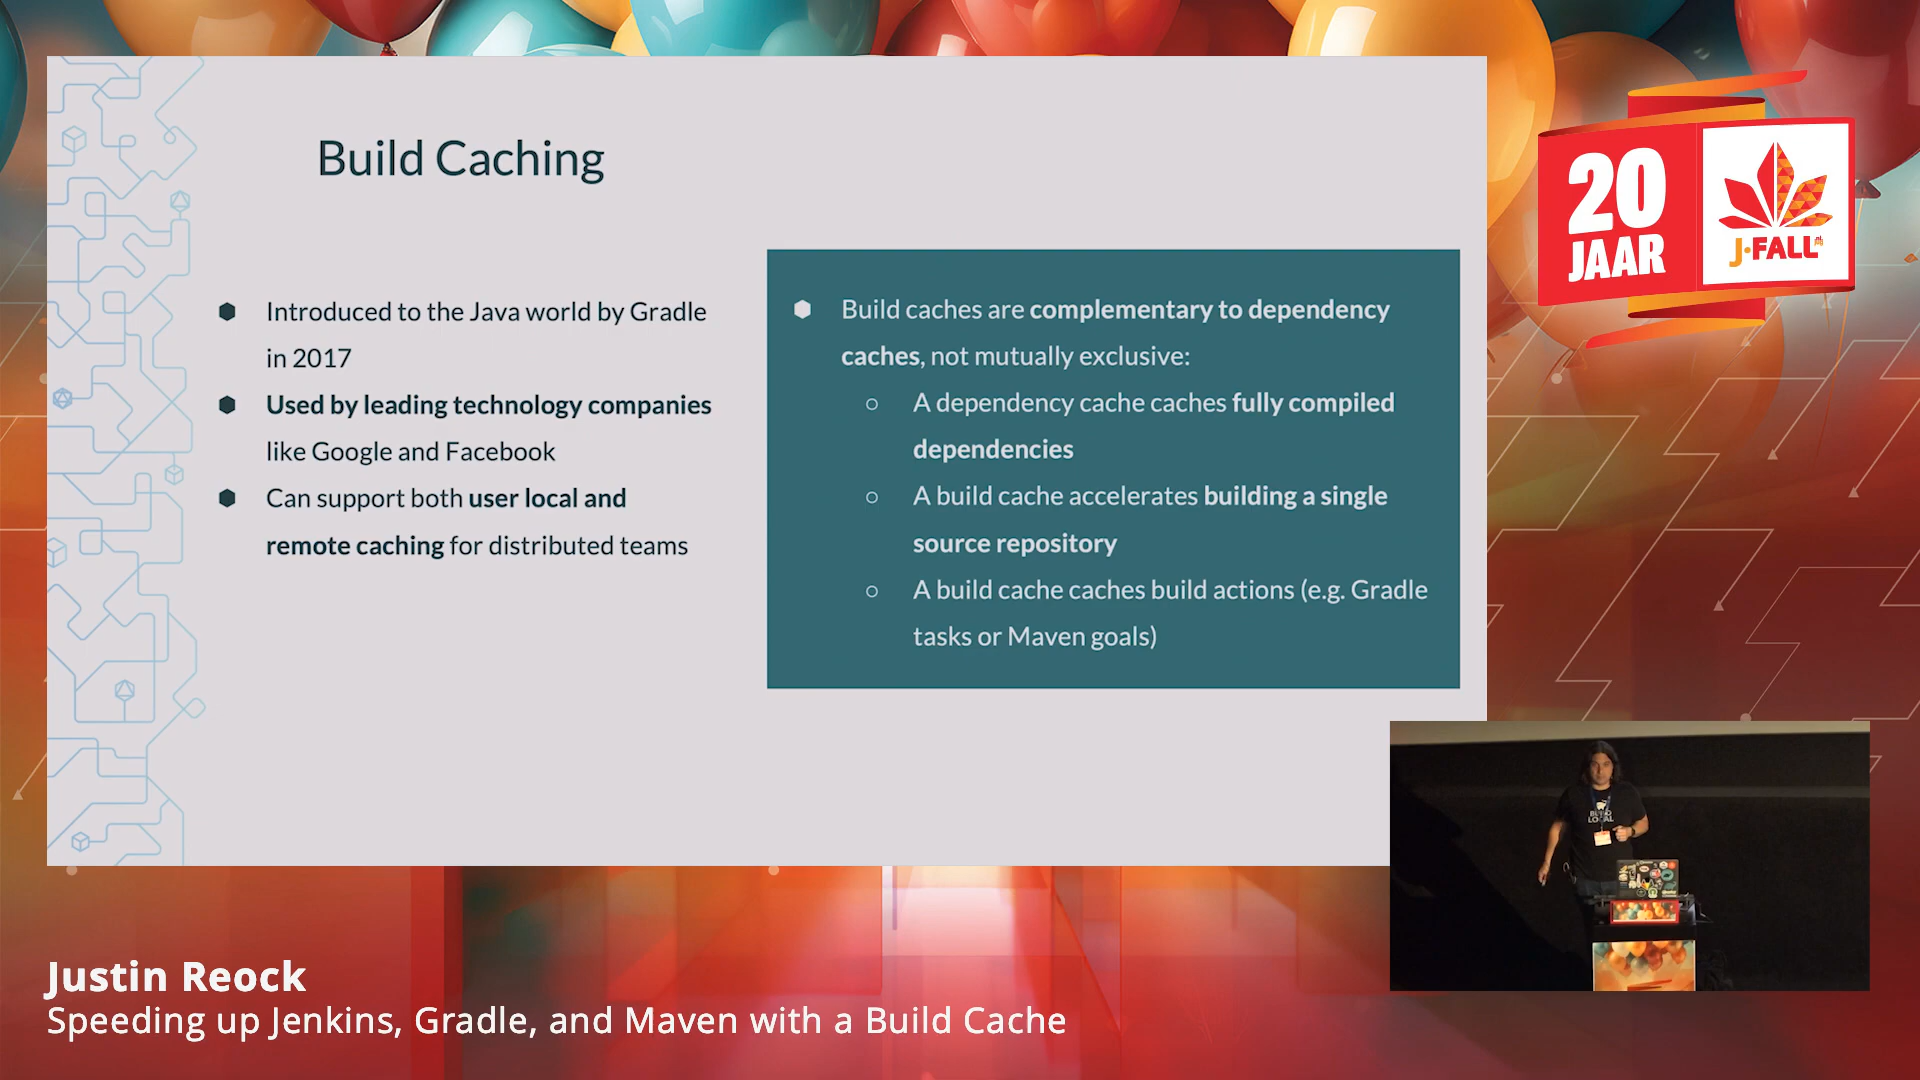 Build Caching
Introduced to the Java world by Gradle
in 2017
Used by leading technology companies
like Google and Facebook
Can support both user local and
remote caching for distributed teams
Build caches are complementary to dependency
caches, not mutually exclusive:
A dependency cache caches fully compiled
dependencies
A build cache accelerates building a single
source repository
A build cache caches build actions (e.g. Gradle
tasks or Maven goals)
20
JAAR
J·FALL
BUILD
LOCAL
Justin Reock
Speeding up Jenkins, Gradle, and Maven with a Build Cache